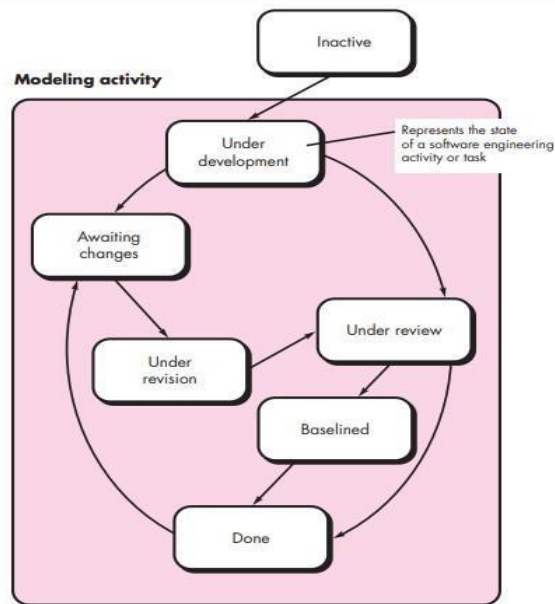 Inactive
Modeling activity
Under
development
Represents the state
of a software engineering
activity or task
Awaiting
changes
Under review
Under
revision
Baselined
Done